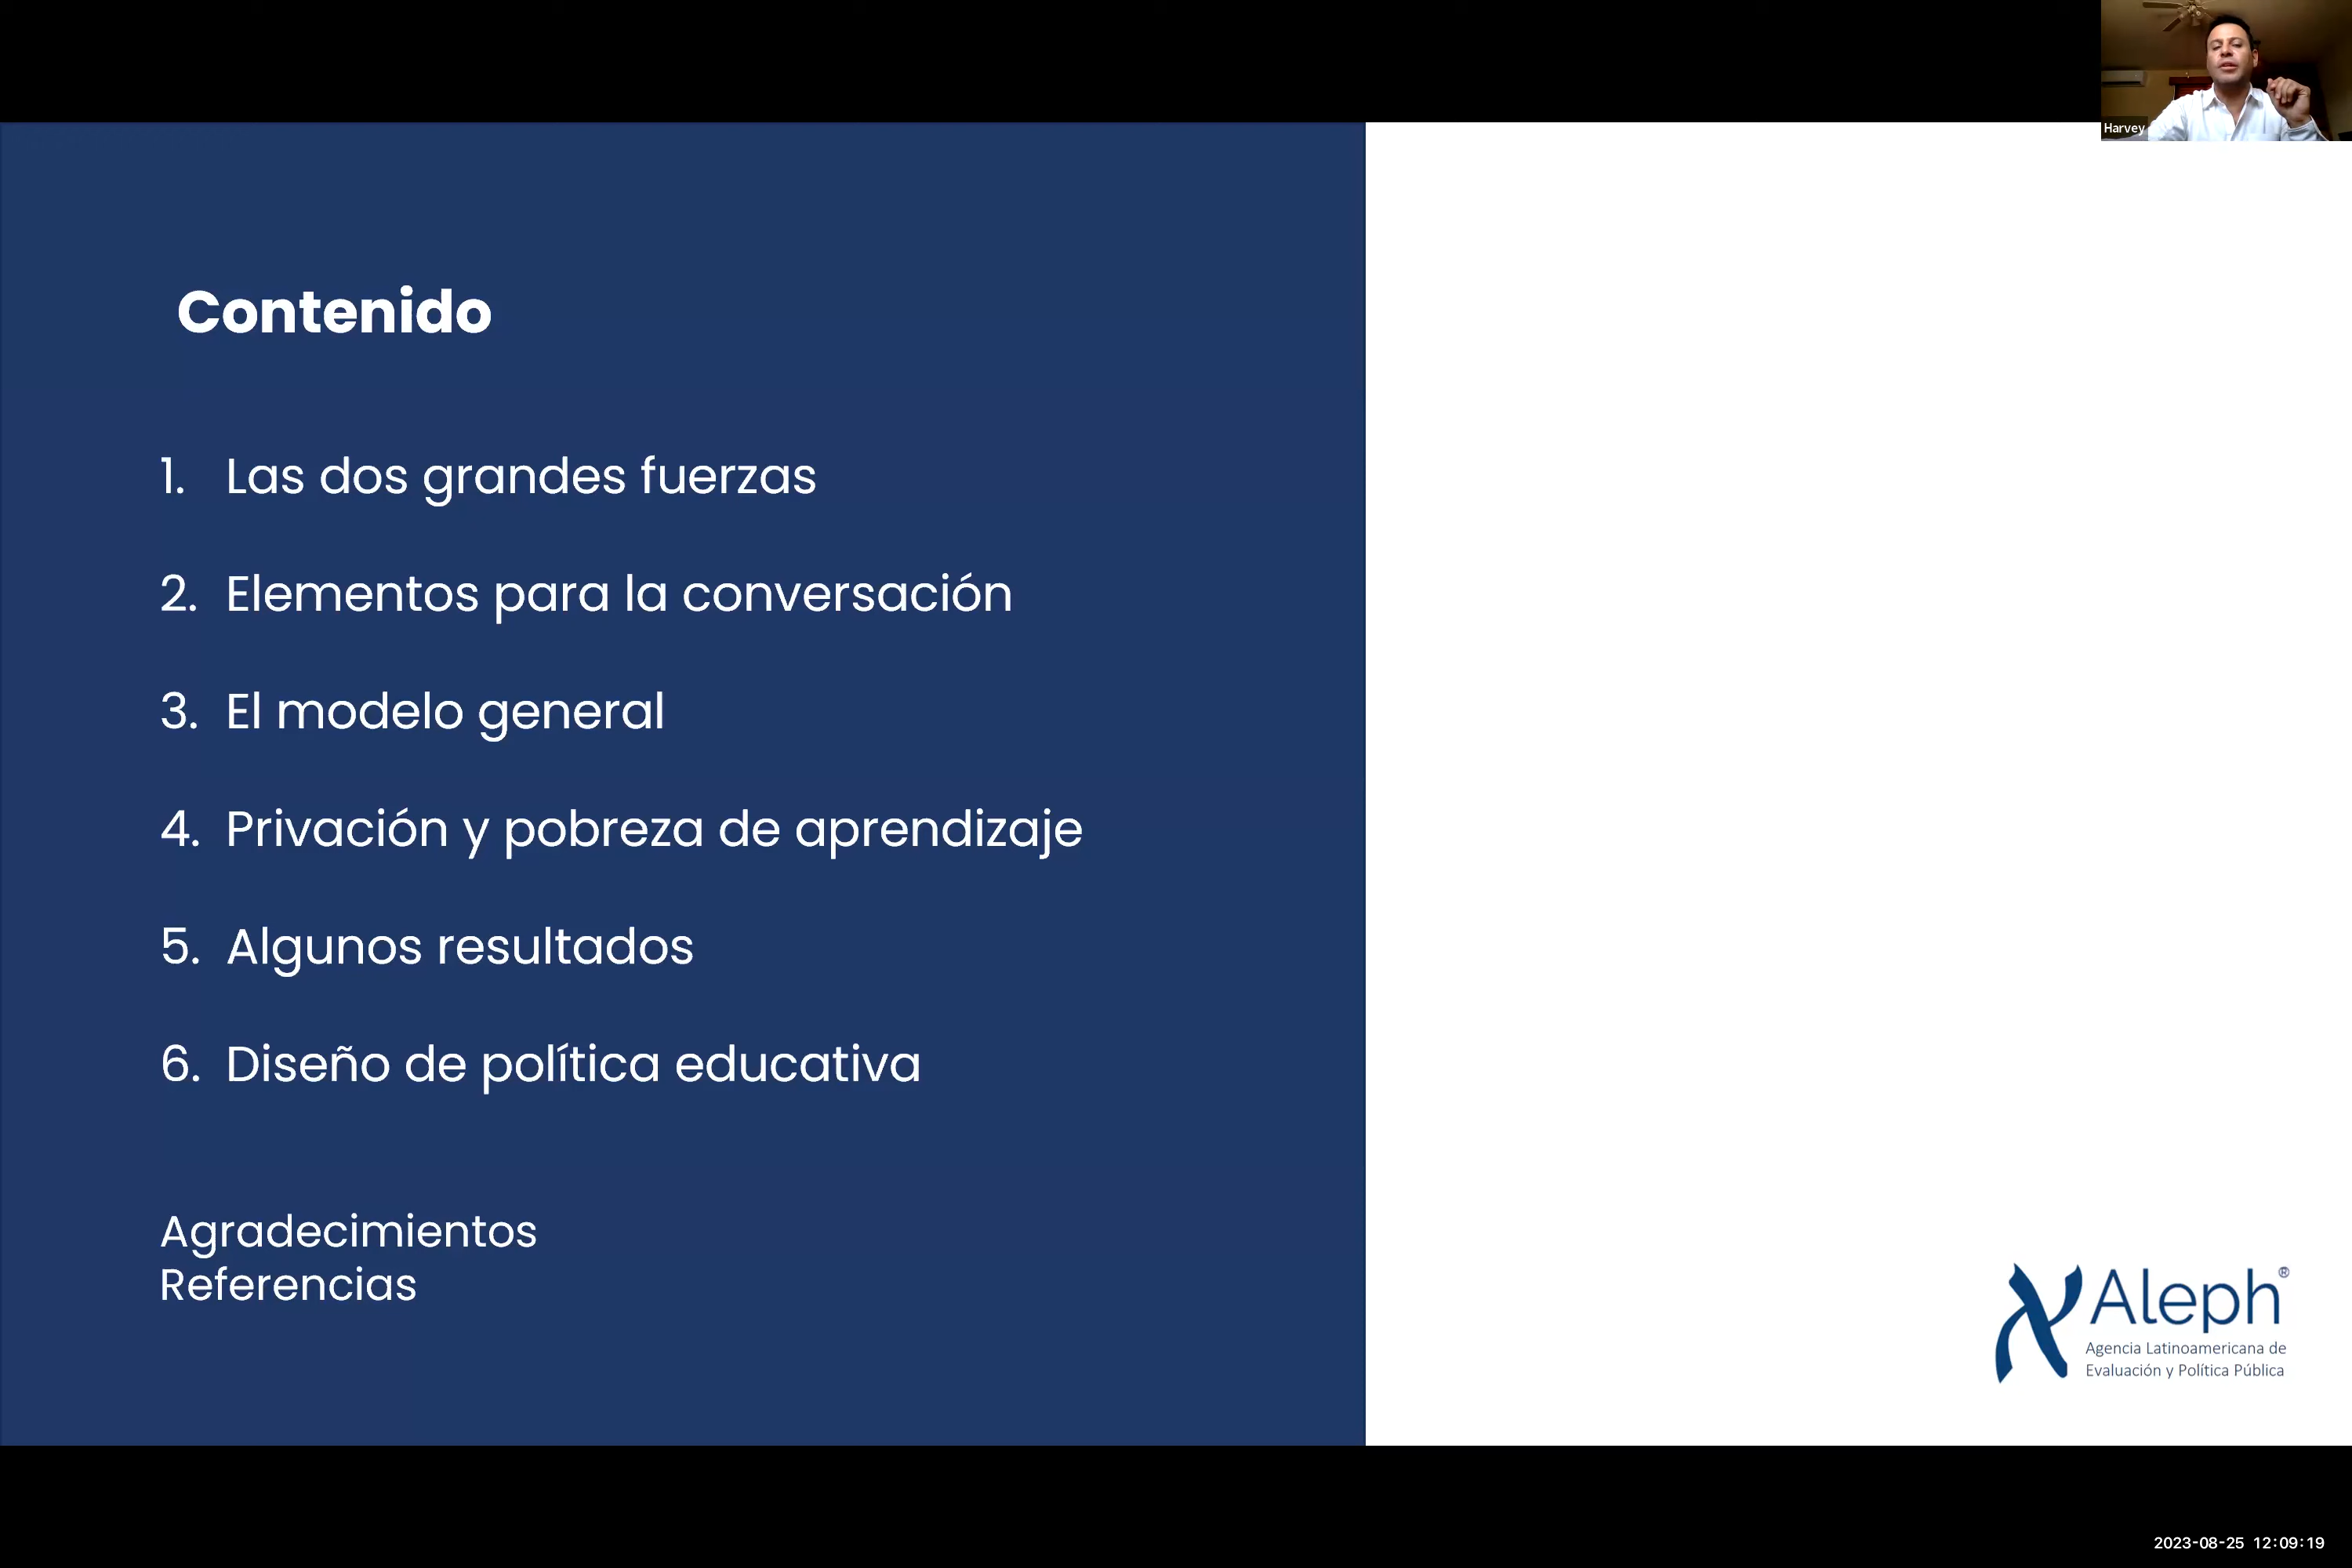 Harvey
Contenido
1. Las dos grandes fuerzas
2. Elementos para la conversación
3. El modelo general
4. Privación y pobreza de aprendizaje
5. Algunos resultados
6. Diseño de política educativa
Agradecimientos
Referencias
Aleph®
Agencia Latinoamericana de
Evaluación y Política Pública
2023-08-25 12:09:19